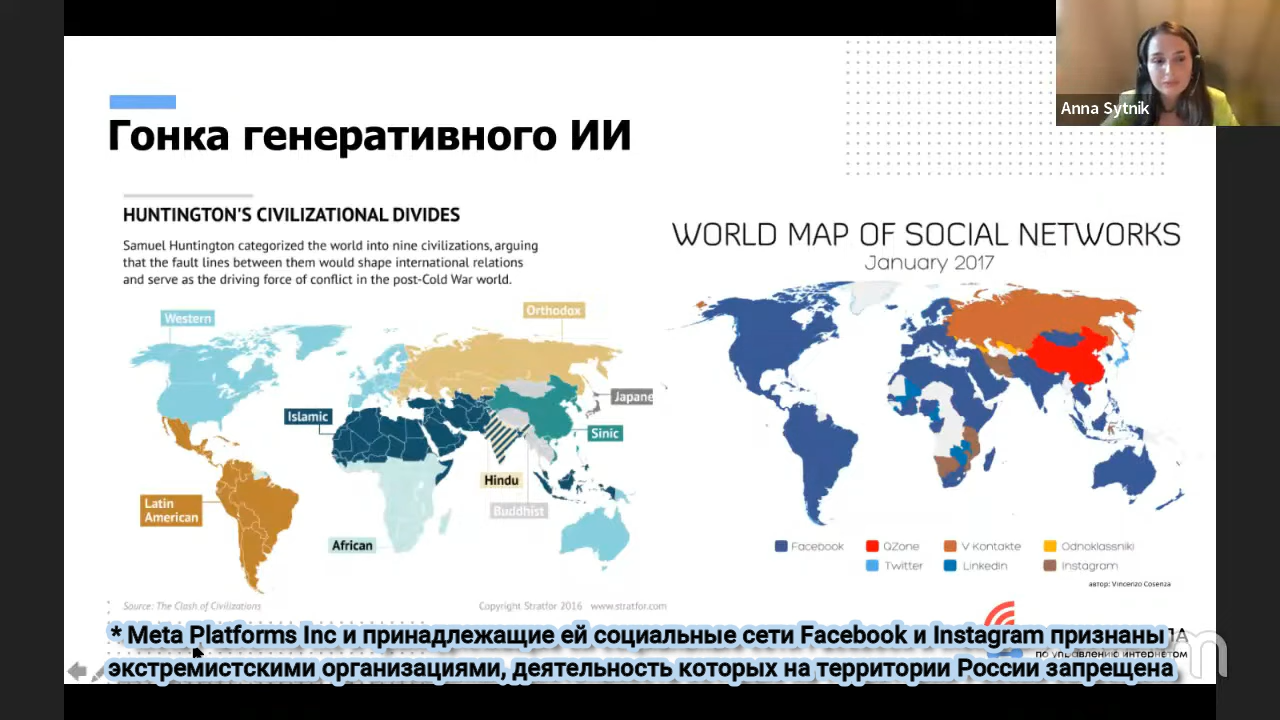 Anna Sytnik
Гонка генеративного ИИ
HUNTINGTON'S CIVILIZATIONAL DIVIDES
Samuel Huntington categorized the world into nine civilizations, arguing
that the fault lines between them would shape international relations
and serve as the driving force of conflict in the post-Cold War world.
Western
Orthodox
Islamic
Japane
Sinic
Hindu
Latin
American
Buddhist
African
Source: The Clash of Civilizations
Copyright Stratfor 2016 www.stratfor.com
WORLD MAP OF SOCIAL NETWORKS
January 2017
Facebook
QZone
V Kontakte
Odnoklassniki
Twitter
Linkedin
Instagram
автор: Vincenzo Cosenza
* Meta Platforms Inc и принадлежащие ей социальные сети Facebook и Instagram признаны
по управлению интернетом
экстремистскими организациями, деятельность которых на территории России запрещена